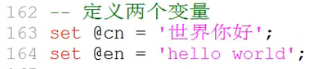 162 -- 定义两个变量
163 set @cn = '世界你好';
164 set @en = 'hello world';